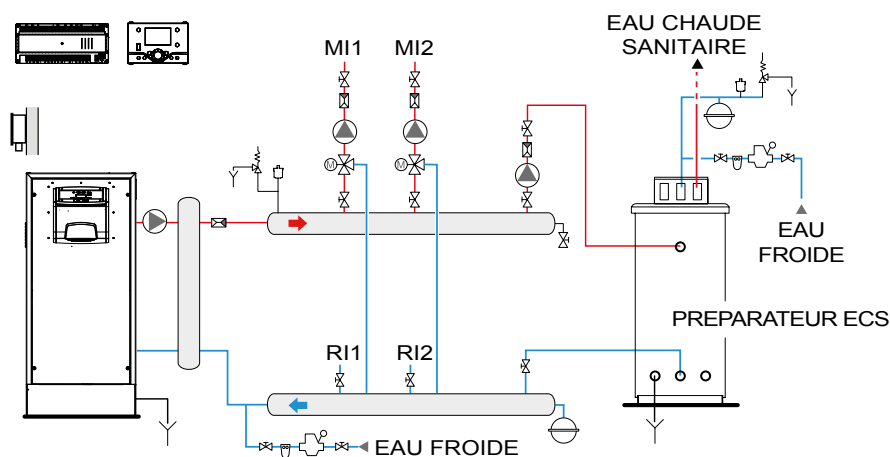 MI1
MI2
EAU CHAUDE
SANITAIRE
M
M
EAU
FROIDE
PREPARATEUR ECS
RI1
RI2
EAU FROIDE